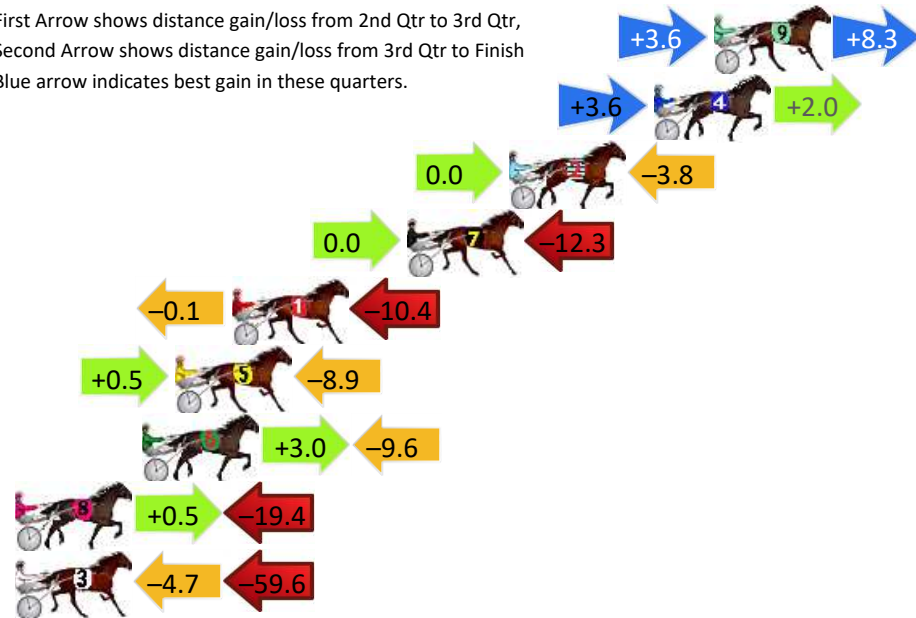 First Arrow shows distance gain/loss from 2nd Qtr to 3rd Qtr,
Second Arrow shows distance gain/loss from 3rd Qtr to Finish
Blue arrow indicates best gain in these quarters.
+3.6 9 +8.3
+3.6 4 +2.0
0.0 2 −3.8
0.0 7 −12.3
−0.1 1 −10.4
+0.5 5 −8.9
6 +3.0 −9.6
8 +0.5 −19.4
3 −4.7 −59.6